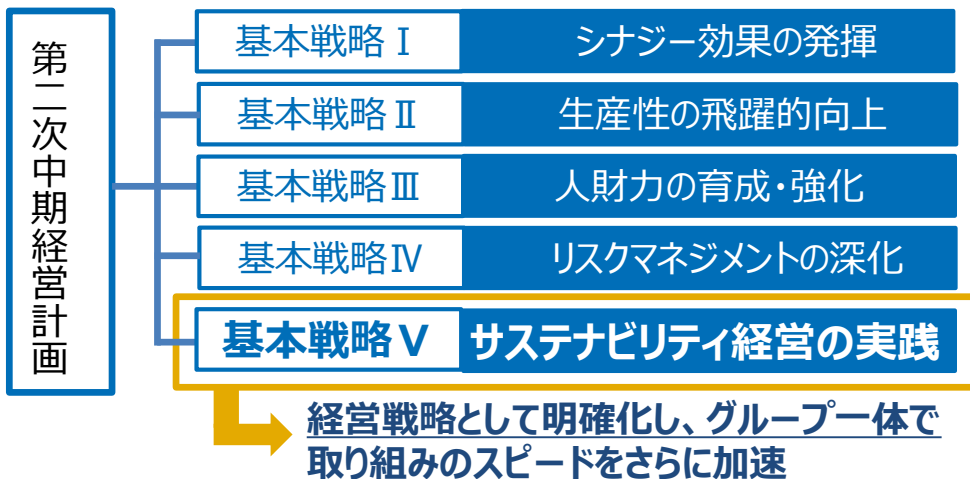 第二次中期経営計画
基本戦略Ⅰ シナジー効果の発揮
基本戦略Ⅱ 生産性の飛躍的向上
基本戦略Ⅲ 人財力の育成・強化
基本戦略Ⅳ リスクマネジメントの深化
基本戦略Ⅴ サステナビリティ経営の実践
経営戦略として明確化し、グループ一体で
取り組みのスピードをさらに加速